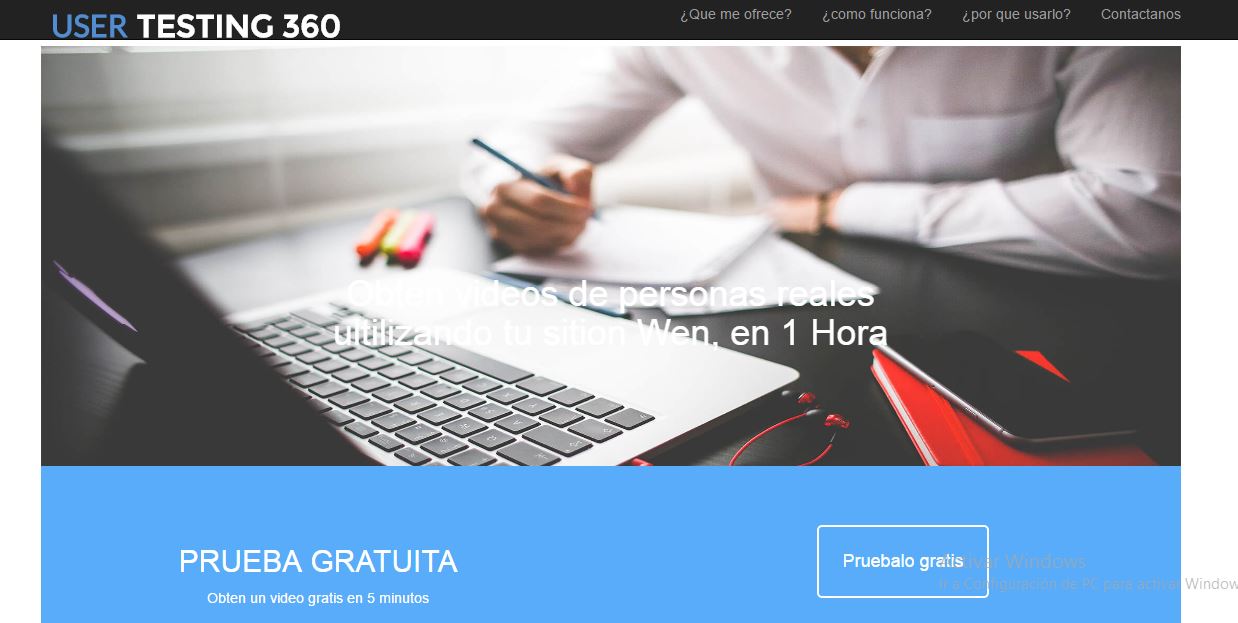 USER TESTING 360
¿Que me ofrece? ¿como funciona? ¿por que usarlo? Contactanos
Obten videos de personas reales
ultilizando tu sition Wen, en 1 Hora
PRUEBA GRATUITA
Obten un video gratis en 5 minutos
Pruebalo gratis
Activar Windows
Ir a Configuración de PC para activar Window